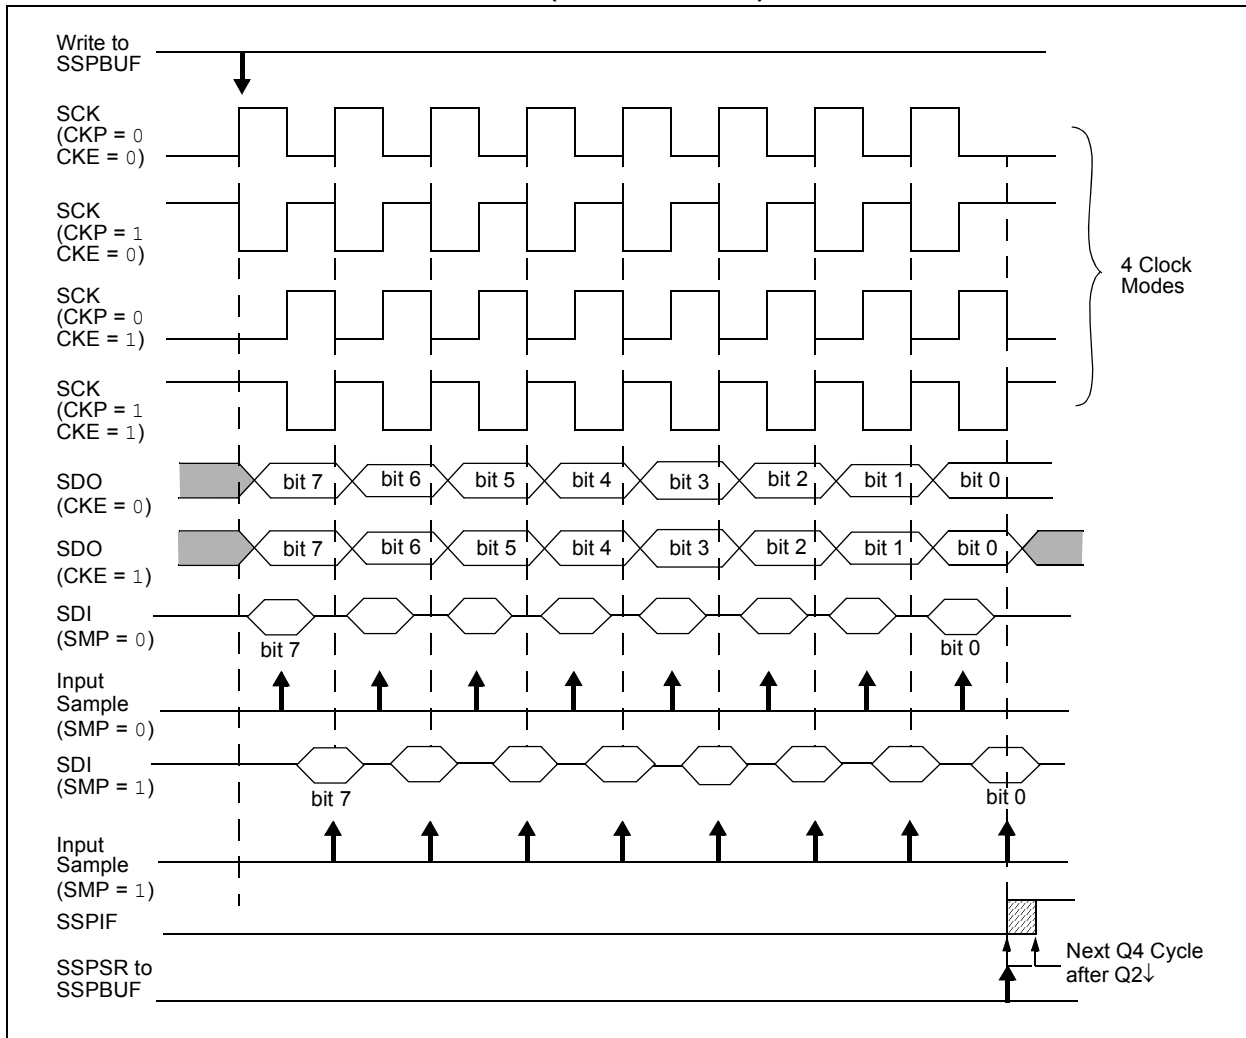 Write to
SSPBUF
SCK
(CKP = 0
CKE = 0)
SCK
(CKP = 1
CKE = 0)
4 Clock
Modes
SCK
(CKP = 0
CKE = 1)
SCK
(CKP = 1
CKE = 1)
SDO
(CKE = 0)
bit 7 bit 6 bit 5 bit 4 bit 3 bit 2 bit 1 bit 0
SDO
(CKE = 1)
bit 7 bit 6 bit 5 bit 4 bit 3 bit 2 bit 1 bit 0
SDI
(SMP = 0)
bit 7 bit 0
Input
Sample
(SMP = 0)
SDI
(SMP = 1)
bit 7 bit 0
Input
Sample
(SMP = 1)
SSPIF
Next Q4 Cycle
after Q2↓
SSPSR to
SSPBUF